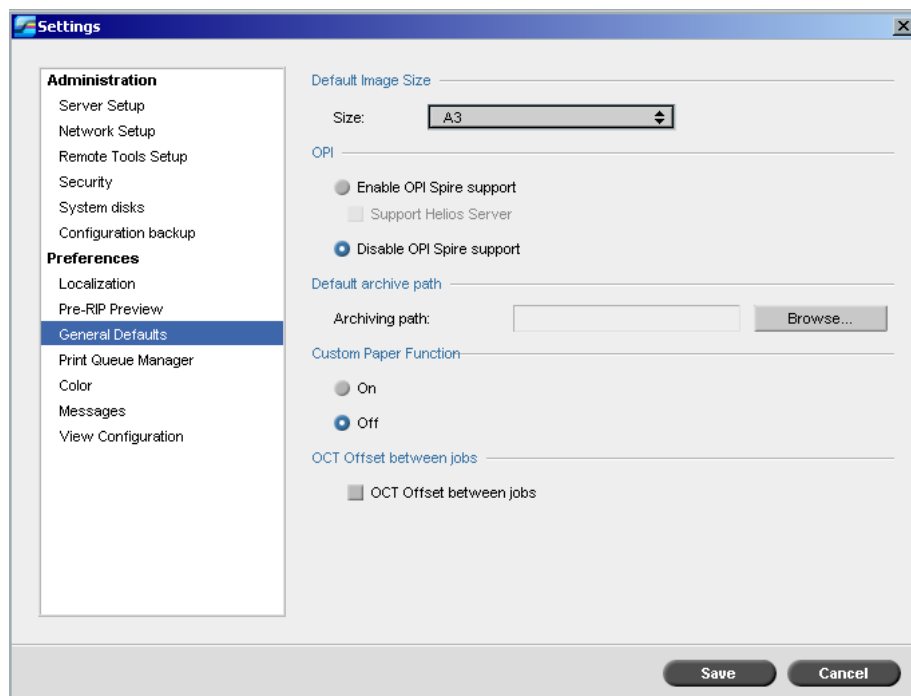 Settings
Administration
Server Setup
Network Setup
Remote Tools Setup
Security
System disks
Configuration backup
Preferences
Localization
Pre-RIP Preview
General Defaults
Print Queue Manager
Color
Messages
View Configuration
Default Image Size
Size: A3
OPI
Enable OPI Spire support
Support Helios Server
Disable OPI Spire support
Default archive path
Archiving path: Browse...
Custom Paper Function
On
Off
OCT Offset between jobs
OCT Offset between jobs
Save Cancel